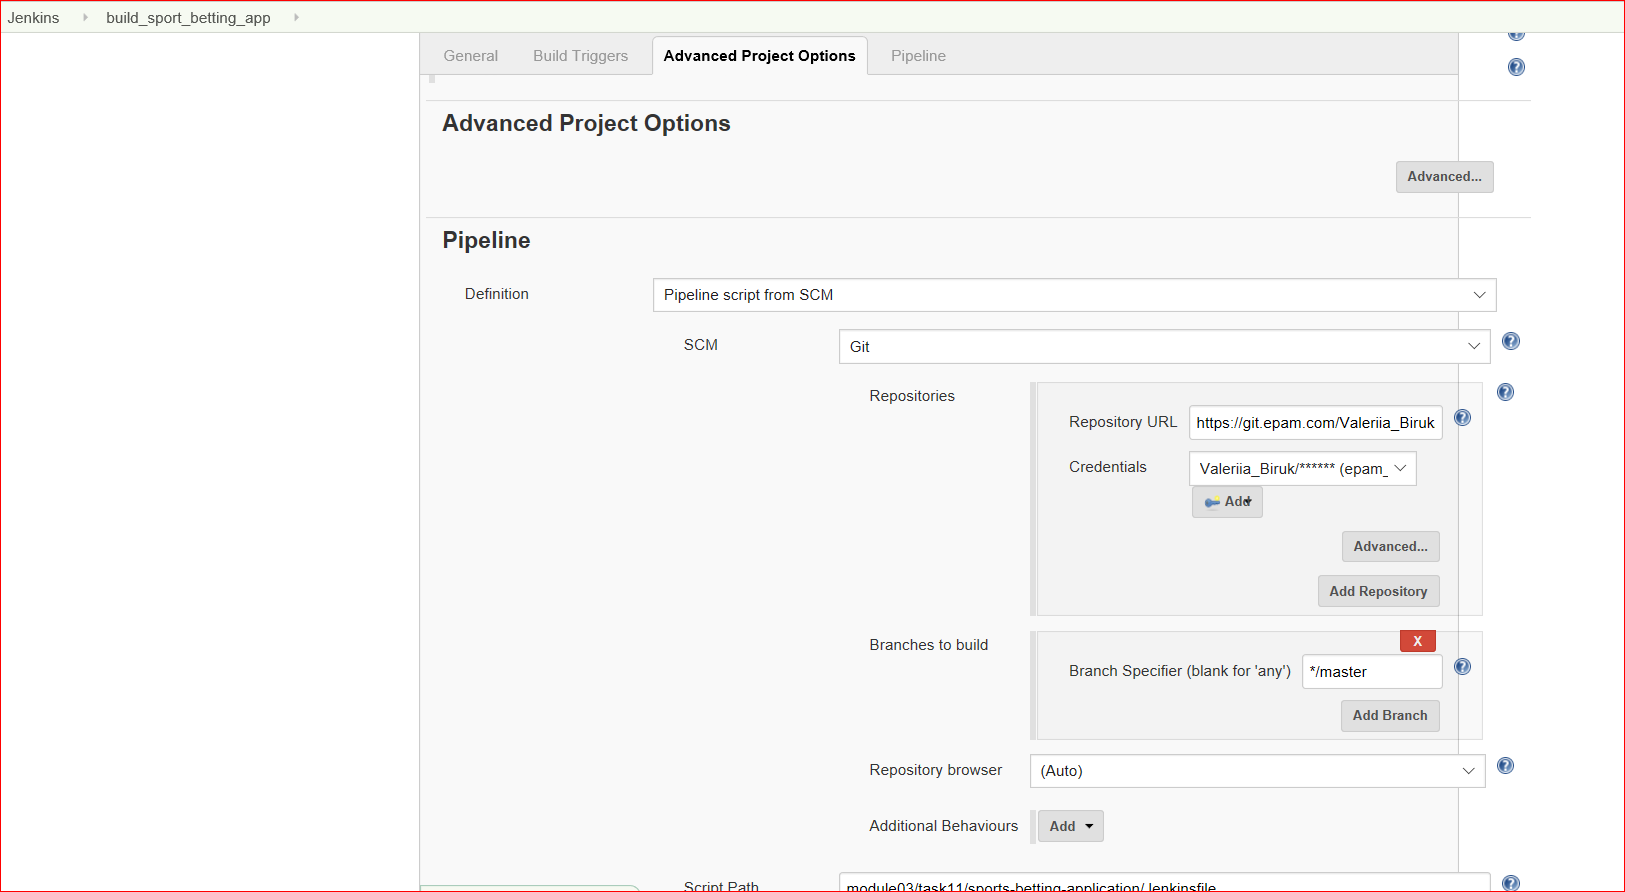 Jenkins build_sport_betting_app
General Build Triggers Advanced Project Options Pipeline
Advanced Project Options
Advanced...
Pipeline
Definition Pipeline script from SCM
SCM Git
Repositories
Repository URL https://git.epam.com/Valeriia_Biruk
Credentials Valeriia_Biruk/****** (epam_
Add
Advanced...
Add Repository
Branches to build
X
Branch Specifier (blank for 'any') */master
Add Branch
Repository browser (Auto)
Additional Behaviours Add
Script Path module03/task11/sports-betting-application/Jenkinsfile